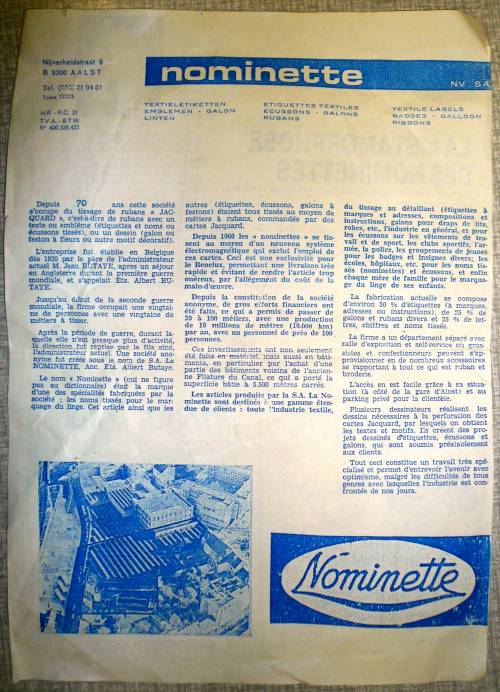 Nijverheidstraat 9
B 9300 AALST
Tel. (053) 21 94 01
Telex 12225
H.R. - R.C. 21
T.V.A. - B.T.W.
N° 400.326.422
nominette
NV SA
TEXTIELETIKETTEN
EMBLEMEN - GALON
LINTEN
ETIQUETTES TEXTILES
ECUSSONS - GALONS
RUBANS
TEXTILE LABELS
BADGES - GALLOON
RIBBONS
Depuis 70 ans cette société
s'occupe du tissage de rubans « JAC-
QUARD », c'est-à-dire de rubans avec un
texte ou emblème (étiquettes et noms ou
écussons tissés), ou un dessin (galon ou
feston à fleurs ou autre motif décoratif).
L'entreprise fut établie en Belgique
dès 1920 par le père de l'administrateur
actuel M. Jean BUTAYE, après un séjour
en Angleterre durant la première guerre
mondiale, et s'appelait Ets. Albert BU-
TAYE.
Jusqu'au début de la seconde guerre
mondiale, la firme occupait une vingtai-
ne de personnes avec une vingtaine de
métiers à tisser.
Après la période de guerre, durant la-
quelle elle n'eut presque plus d'activité,
la direction fut reprise par le fils aîné,
l'administrateur actuel. Une société ano-
nyme fut créée sous le nom de S.A. La
NOMINETTE, Anc. Ets. Albert Butaye.
Le nom « Nominette » (qui ne figure
pas au dictionnaire) était la marque
d'une des spécialités fabriquées par la
société : les noms tissés pour le mar-
quage du linge. Cet article ainsi que les
autres (étiquettes, écussons, galons à
festons) étaient tous tissés au moyen de
métiers à rubans, commandés par des
cartes Jacquard.
Depuis 1960 les « nominettes » se tis-
sent au moyen d'un nouveau système
électromagnétique qui exclut l'emploi de
ces cartes. Ceci est une exclusivité pour
le Benelux, permettant une livraison très
rapide et évitant de rendre l'article trop
onéreux, par l'allégement du coût de la
main-d'œuvre.
Depuis la constitution de la société
anonyme, de gros efforts financiers ont
été faits, ce qui a permis de passer de
20 à 100 métiers, avec une production
de 10 millions de mètres (10.000 km)
par an, avec un personnel de près de 100
personnes.
Ces investissements ont non seulement
été faits en matériel, mais aussi en bâti-
ments, en particulier par l'achat d'une
partie des bâtiments voisins de l'ancien-
ne Filature du Canal, ce qui a porté la
superficie bâtie à 5.500 mètres carrés.
Les articles produits par la S.A. La No-
minette sont destinés à une gamme éten-
due de clients : toute l'industrie textile,
du tissage au détaillant (étiquettes à
marques et adresses, compositions et
instructions, galons pour draps de lits,
robes, etc., l'industrie en général, et pour
les écussons sur les vêtements de tra-
vail et de sport, les clubs sportifs, l'ar-
mée, la police, les groupements de jeunes
pour les badges et insignes divers; les
écoles, hôpitaux, etc. pour les noms tis-
sés (nominettes) et écussons, et enfin
chaque mère de famille pour le marqua-
ge du linge de ses enfants.
La fabrication actuelle se compose
d'environ 50 % d'étiquettes (à marques,
adresses ou instructions), de 25 % de
galons et rubans divers et 25 % de let-
tres, chiffres et noms tissés.
La firme a un département séparé avec
salle d'exposition et self-service où gros-
sistes et confectionneurs peuvent s'ap-
provisionner en de nombreux accessoires
se rapportant à tout ce qui est ruban et
broderie.
L'accès en est facile grâce à sa situa-
tion (à côté de la gare d'Alost) et au
parking privé pour la clientèle.
Plusieurs dessinateurs réalisent les
dessins nécessaires à la perforation des
cartes Jacquard, par lesquels on obtient
les textes et motifs. Ils créent des pro-
jets dessinés d'étiquettes, écussons et
galons, qui sont soumis préalablement
aux clients.
Tout ceci constitue un travail très spé-
cialisé et permet d'entrevoir l'avenir avec
optimisme, malgré les difficultés de tous
genres avec lesquelles l'industrie est con-
frontée de nos jours.
Nominette